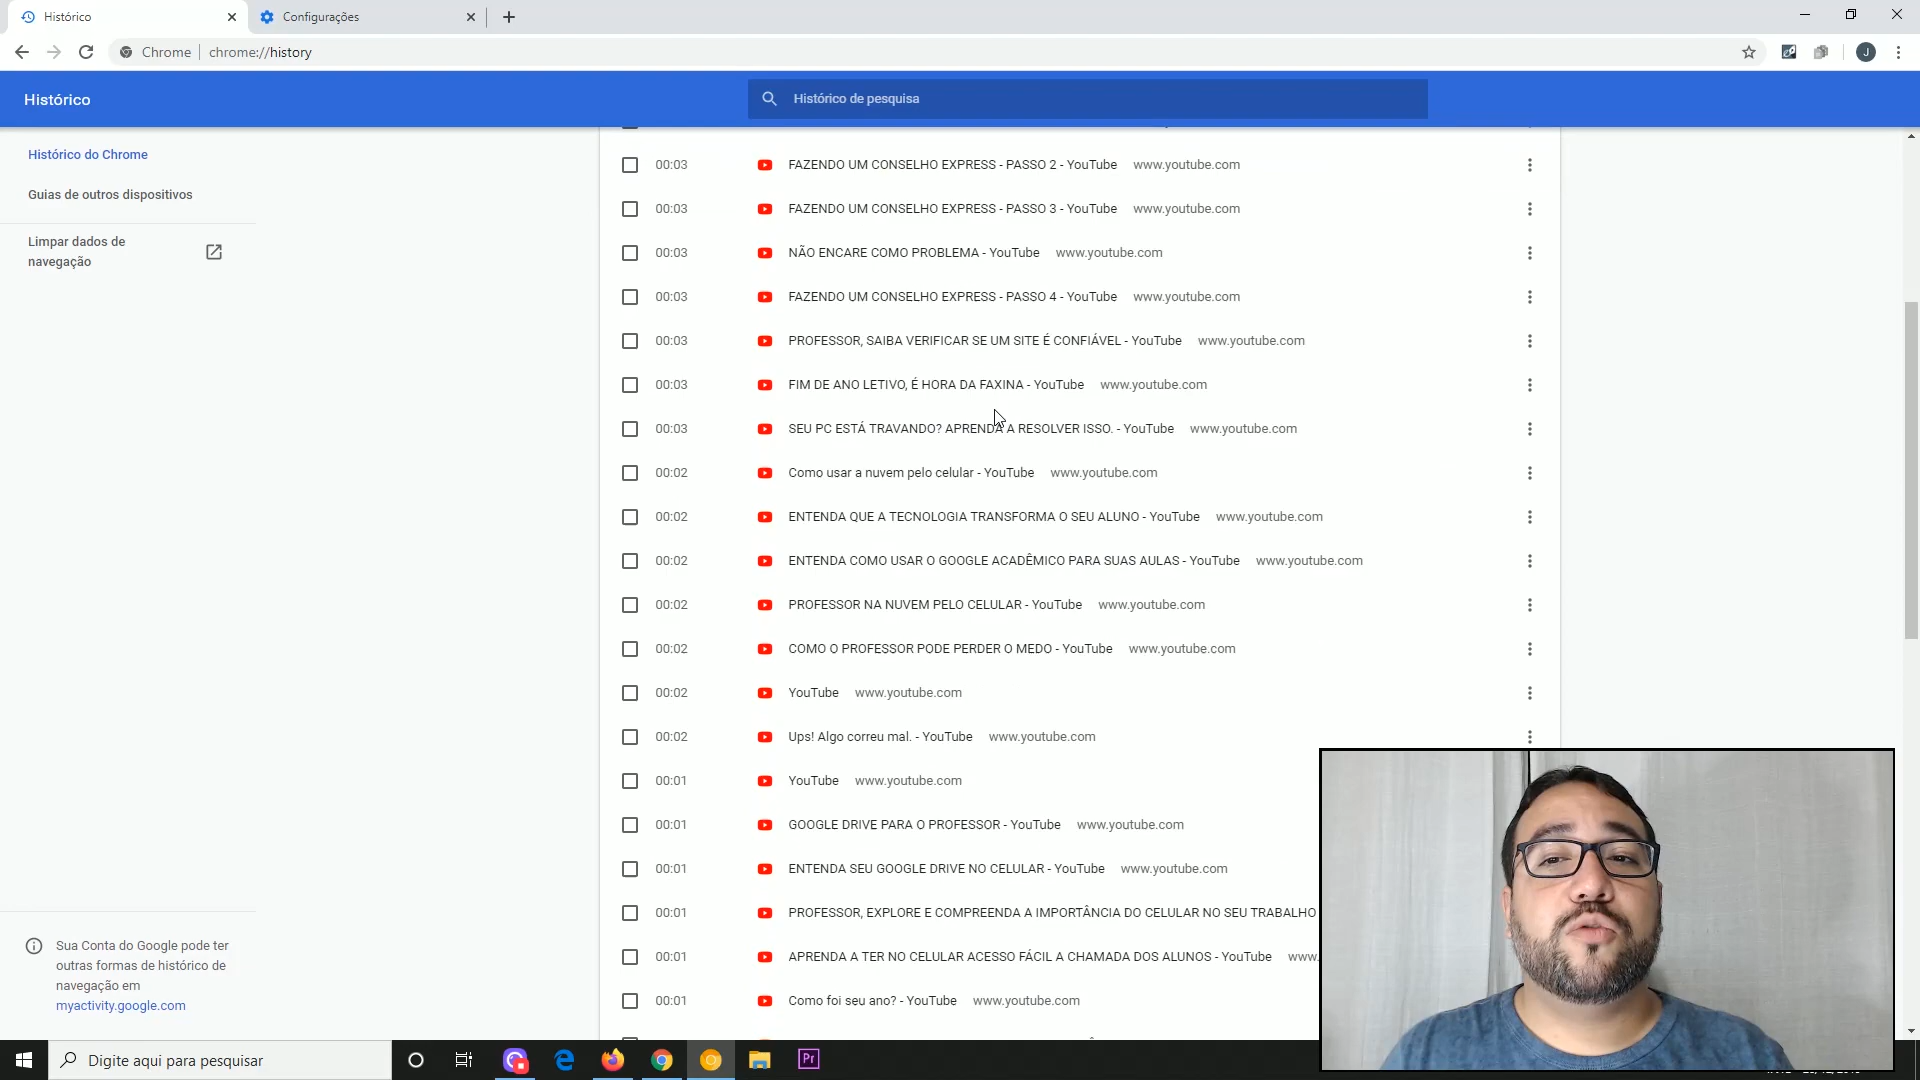 Histórico
Configurações
Chrome
chrome://history
J
Histórico
Histórico de pesquisa
Histórico do Chrome
Guias de outros dispositivos
Limpar dados de
navegação
00:03 FAZENDO UM CONSELHO EXPRESS - PASSO 2 - YouTube www.youtube.com
00:03 FAZENDO UM CONSELHO EXPRESS - PASSO 3 - YouTube www.youtube.com
00:03 NÃO ENCARE COMO PROBLEMA - YouTube www.youtube.com
00:03 FAZENDO UM CONSELHO EXPRESS - PASSO 4 - YouTube www.youtube.com
00:03 PROFESSOR, SAIBA VERIFICAR SE UM SITE É CONFIÁVEL - YouTube www.youtube.com
00:03 FIM DE ANO LETIVO, É HORA DA FAXINA - YouTube www.youtube.com
00:03 SEU PC ESTÁ TRAVANDO? APRENDA A RESOLVER ISSO. - YouTube www.youtube.com
00:02 Como usar a nuvem pelo celular - YouTube www.youtube.com
00:02 ENTENDA QUE A TECNOLOGIA TRANSFORMA O SEU ALUNO - YouTube www.youtube.com
00:02 ENTENDA COMO USAR O GOOGLE ACADÊMICO PARA SUAS AULAS - YouTube www.youtube.com
00:02 PROFESSOR NA NUVEM PELO CELULAR - YouTube www.youtube.com
00:02 COMO O PROFESSOR PODE PERDER O MEDO - YouTube www.youtube.com
00:02 YouTube www.youtube.com
00:02 Ups! Algo correu mal. - YouTube www.youtube.com
00:01 YouTube www.youtube.com
00:01 GOOGLE DRIVE PARA O PROFESSOR - YouTube www.youtube.com
00:01 ENTENDA SEU GOOGLE DRIVE NO CELULAR - YouTube www.youtube.com
00:01 PROFESSOR, EXPLORE E COMPREENDA A IMPORTÂNCIA DO CELULAR NO SEU TRABALHO
00:01 APRENDA A TER NO CELULAR ACESSO FÁCIL A CHAMADA DOS ALUNOS - YouTube www.
00:01 Como foi seu ano? - YouTube www.youtube.com
Sua Conta do Google pode ter
outras formas de histórico de
navegação em
myactivity.google.com
Digite aqui para pesquisar
Pr